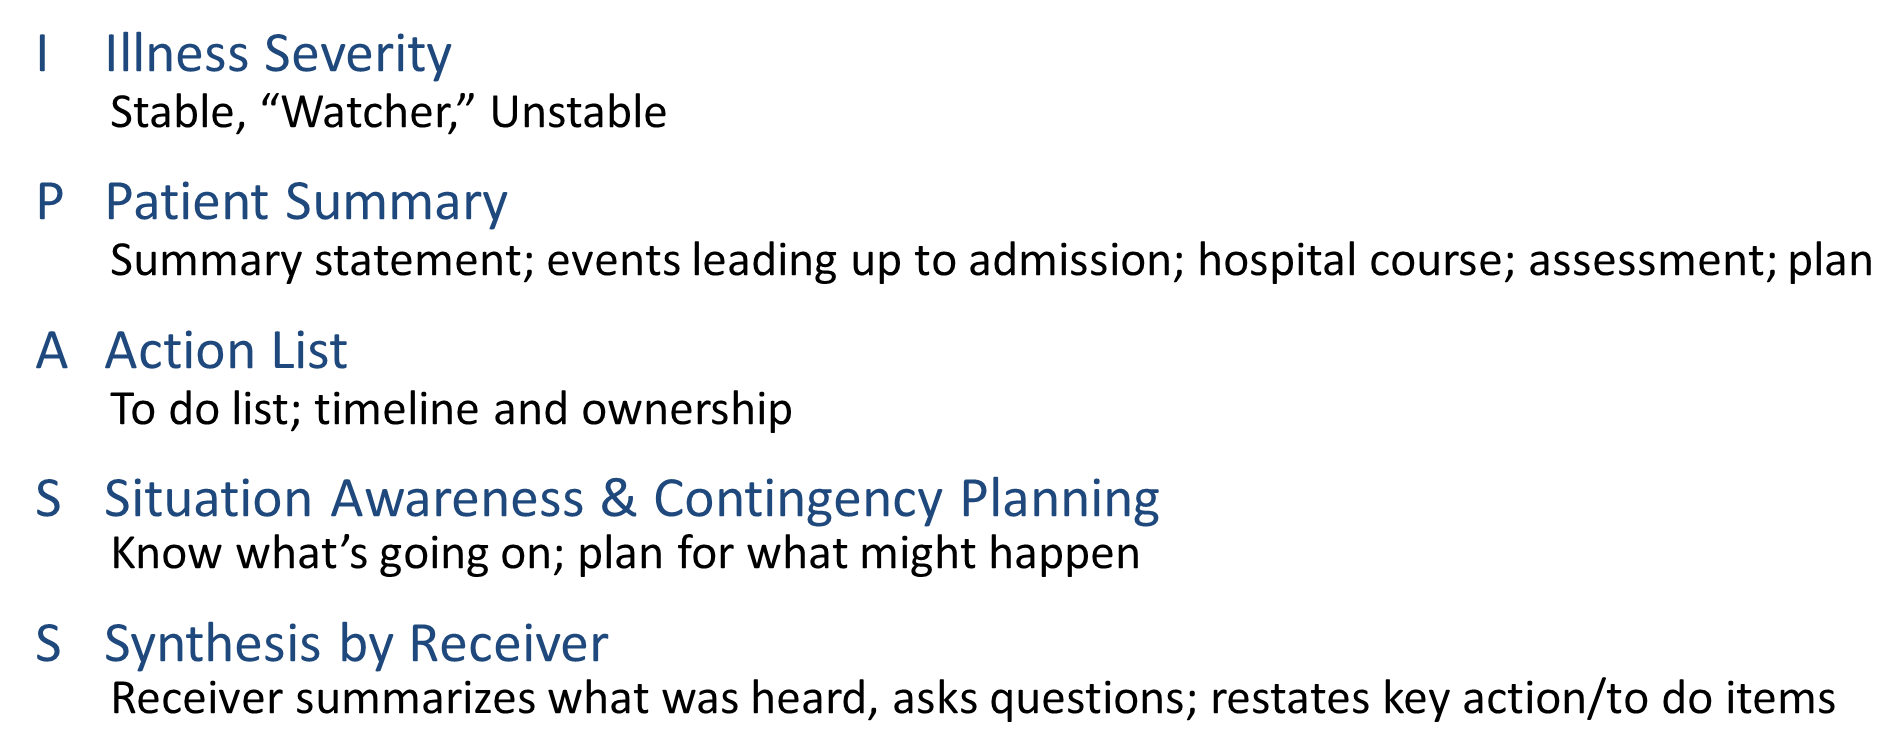 I Illness Severity
Stable, “Watcher,” Unstable
P Patient Summary
Summary statement; events leading up to admission; hospital course; assessment; plan
A Action List
To do list; timeline and ownership
S Situation Awareness & Contingency Planning
Know what’s going on; plan for what might happen
S Synthesis by Receiver
Receiver summarizes what was heard, asks questions; restates key action/to do items